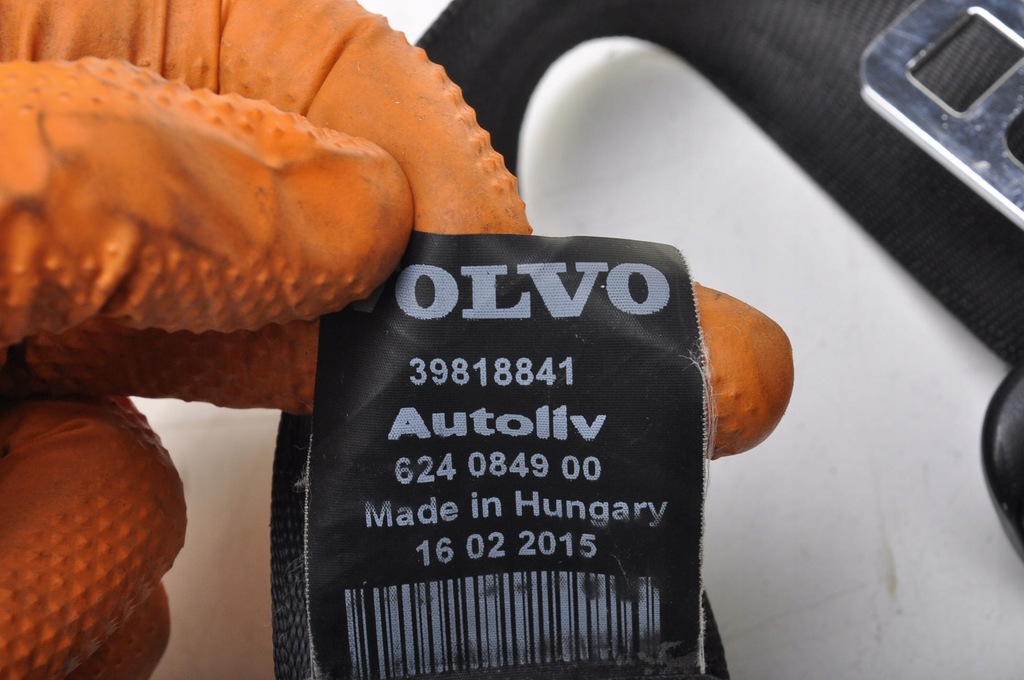 VOLVO
39818841
Autoliv
624 0849 00
Made in Hungary
16 02 2015